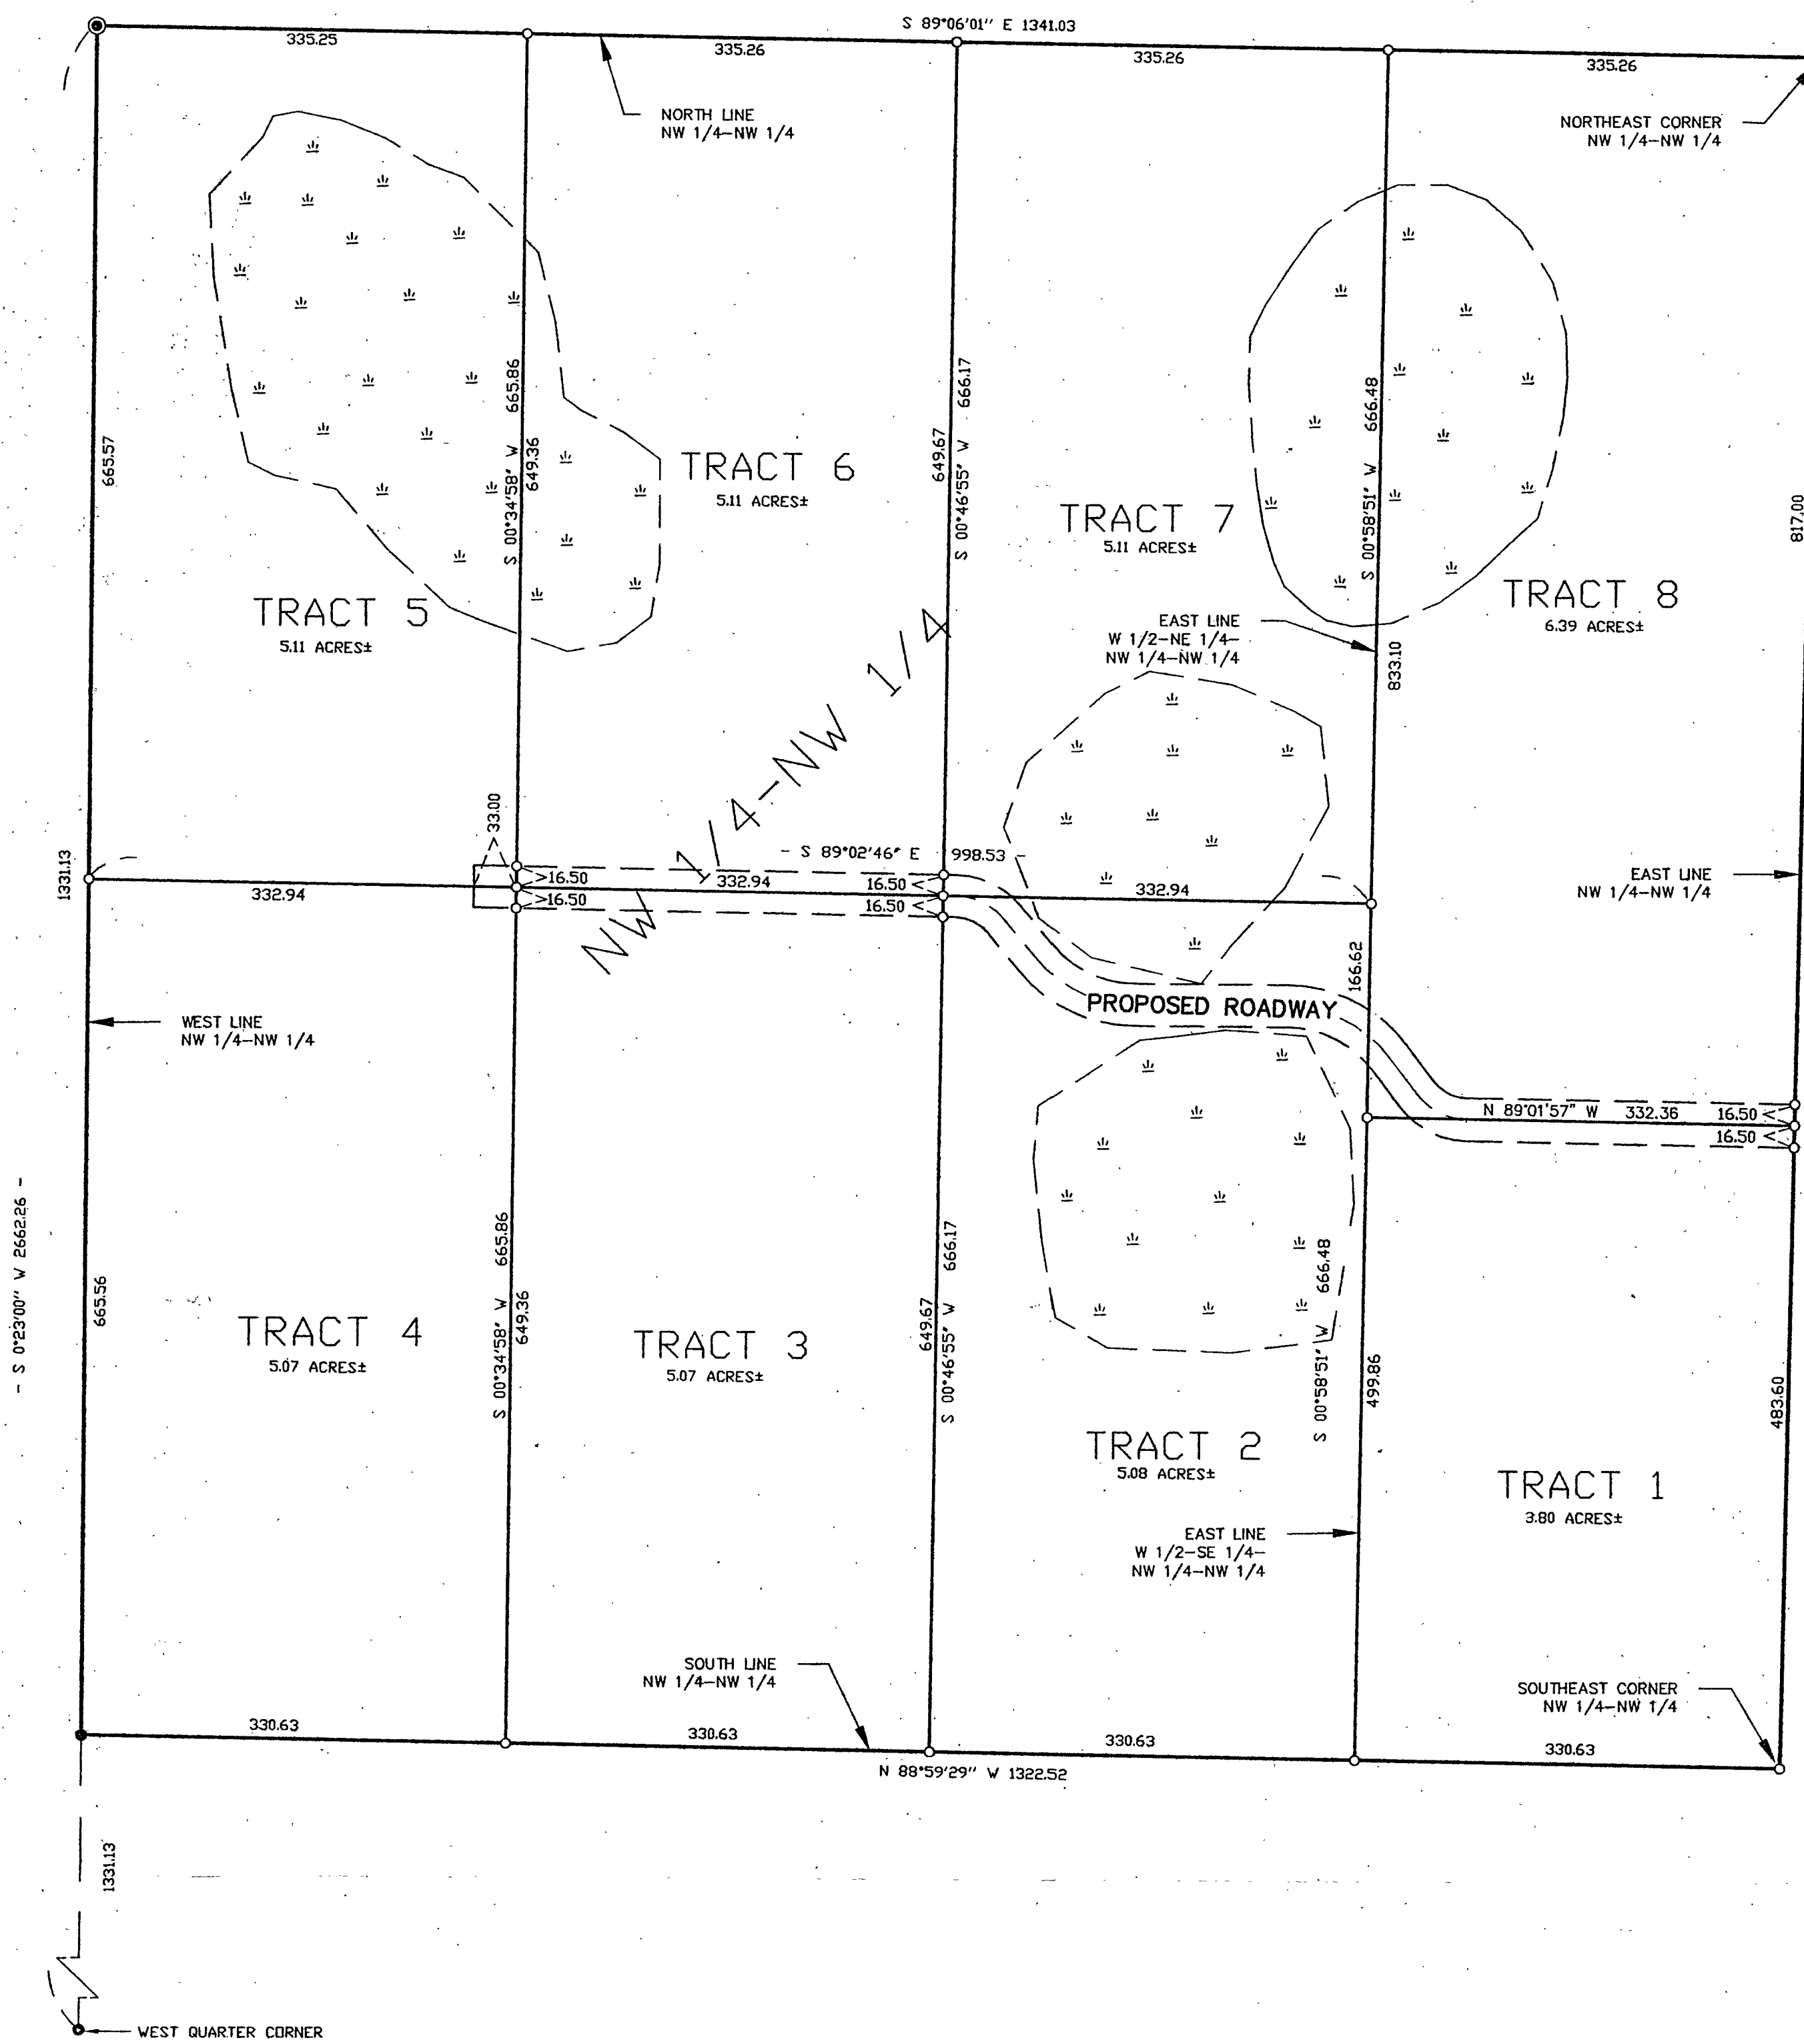 S 89°06'01" E 1341.03
335.25
335.26
335.26
335.26
NORTH LINE
NW 1/4-NW 1/4
NORTHEAST CORNER
NW 1/4-NW 1/4
665.57
S 00°34'58" W 665.86
649.36
TRACT 6
5.11 ACRES±
649.67
S 00°46'55" W 666.17
TRACT 7
5.11 ACRES±
S 00°58'51" W 666.48
817.00
TRACT 5
5.11 ACRES±
TRACT 8
6.39 ACRES±
EAST LINE
W 1/2-NE 1/4-
NW 1/4-NW 1/4
833.10
NW 1/4-NW 1/4
33.00
1331.13
- S 89°02'46" E 998.53 -
332.94
16.50
16.50
332.94
16.50
16.50
332.94
EAST LINE
NW 1/4-NW 1/4
166.62
PROPOSED ROADWAY
WEST LINE
NW 1/4-NW 1/4
N 89°01'57" W 332.36
16.50
16.50
- S 0°23'00" W 2662.26 -
665.56
S 00°34'58" W 665.86
649.36
649.67
S 00°46'55" W 666.17
S 00°58'51" W 666.48
499.86
483.60
TRACT 4
5.07 ACRES±
TRACT 3
5.07 ACRES±
TRACT 2
5.08 ACRES±
TRACT 1
3.80 ACRES±
EAST LINE
W 1/2-SE 1/4-
NW 1/4-NW 1/4
SOUTH LINE
NW 1/4-NW 1/4
SOUTHEAST CORNER
NW 1/4-NW 1/4
330.63
330.63
330.63
330.63
N 88°59'29" W 1322.52
1331.13
WEST QUARTER CORNER